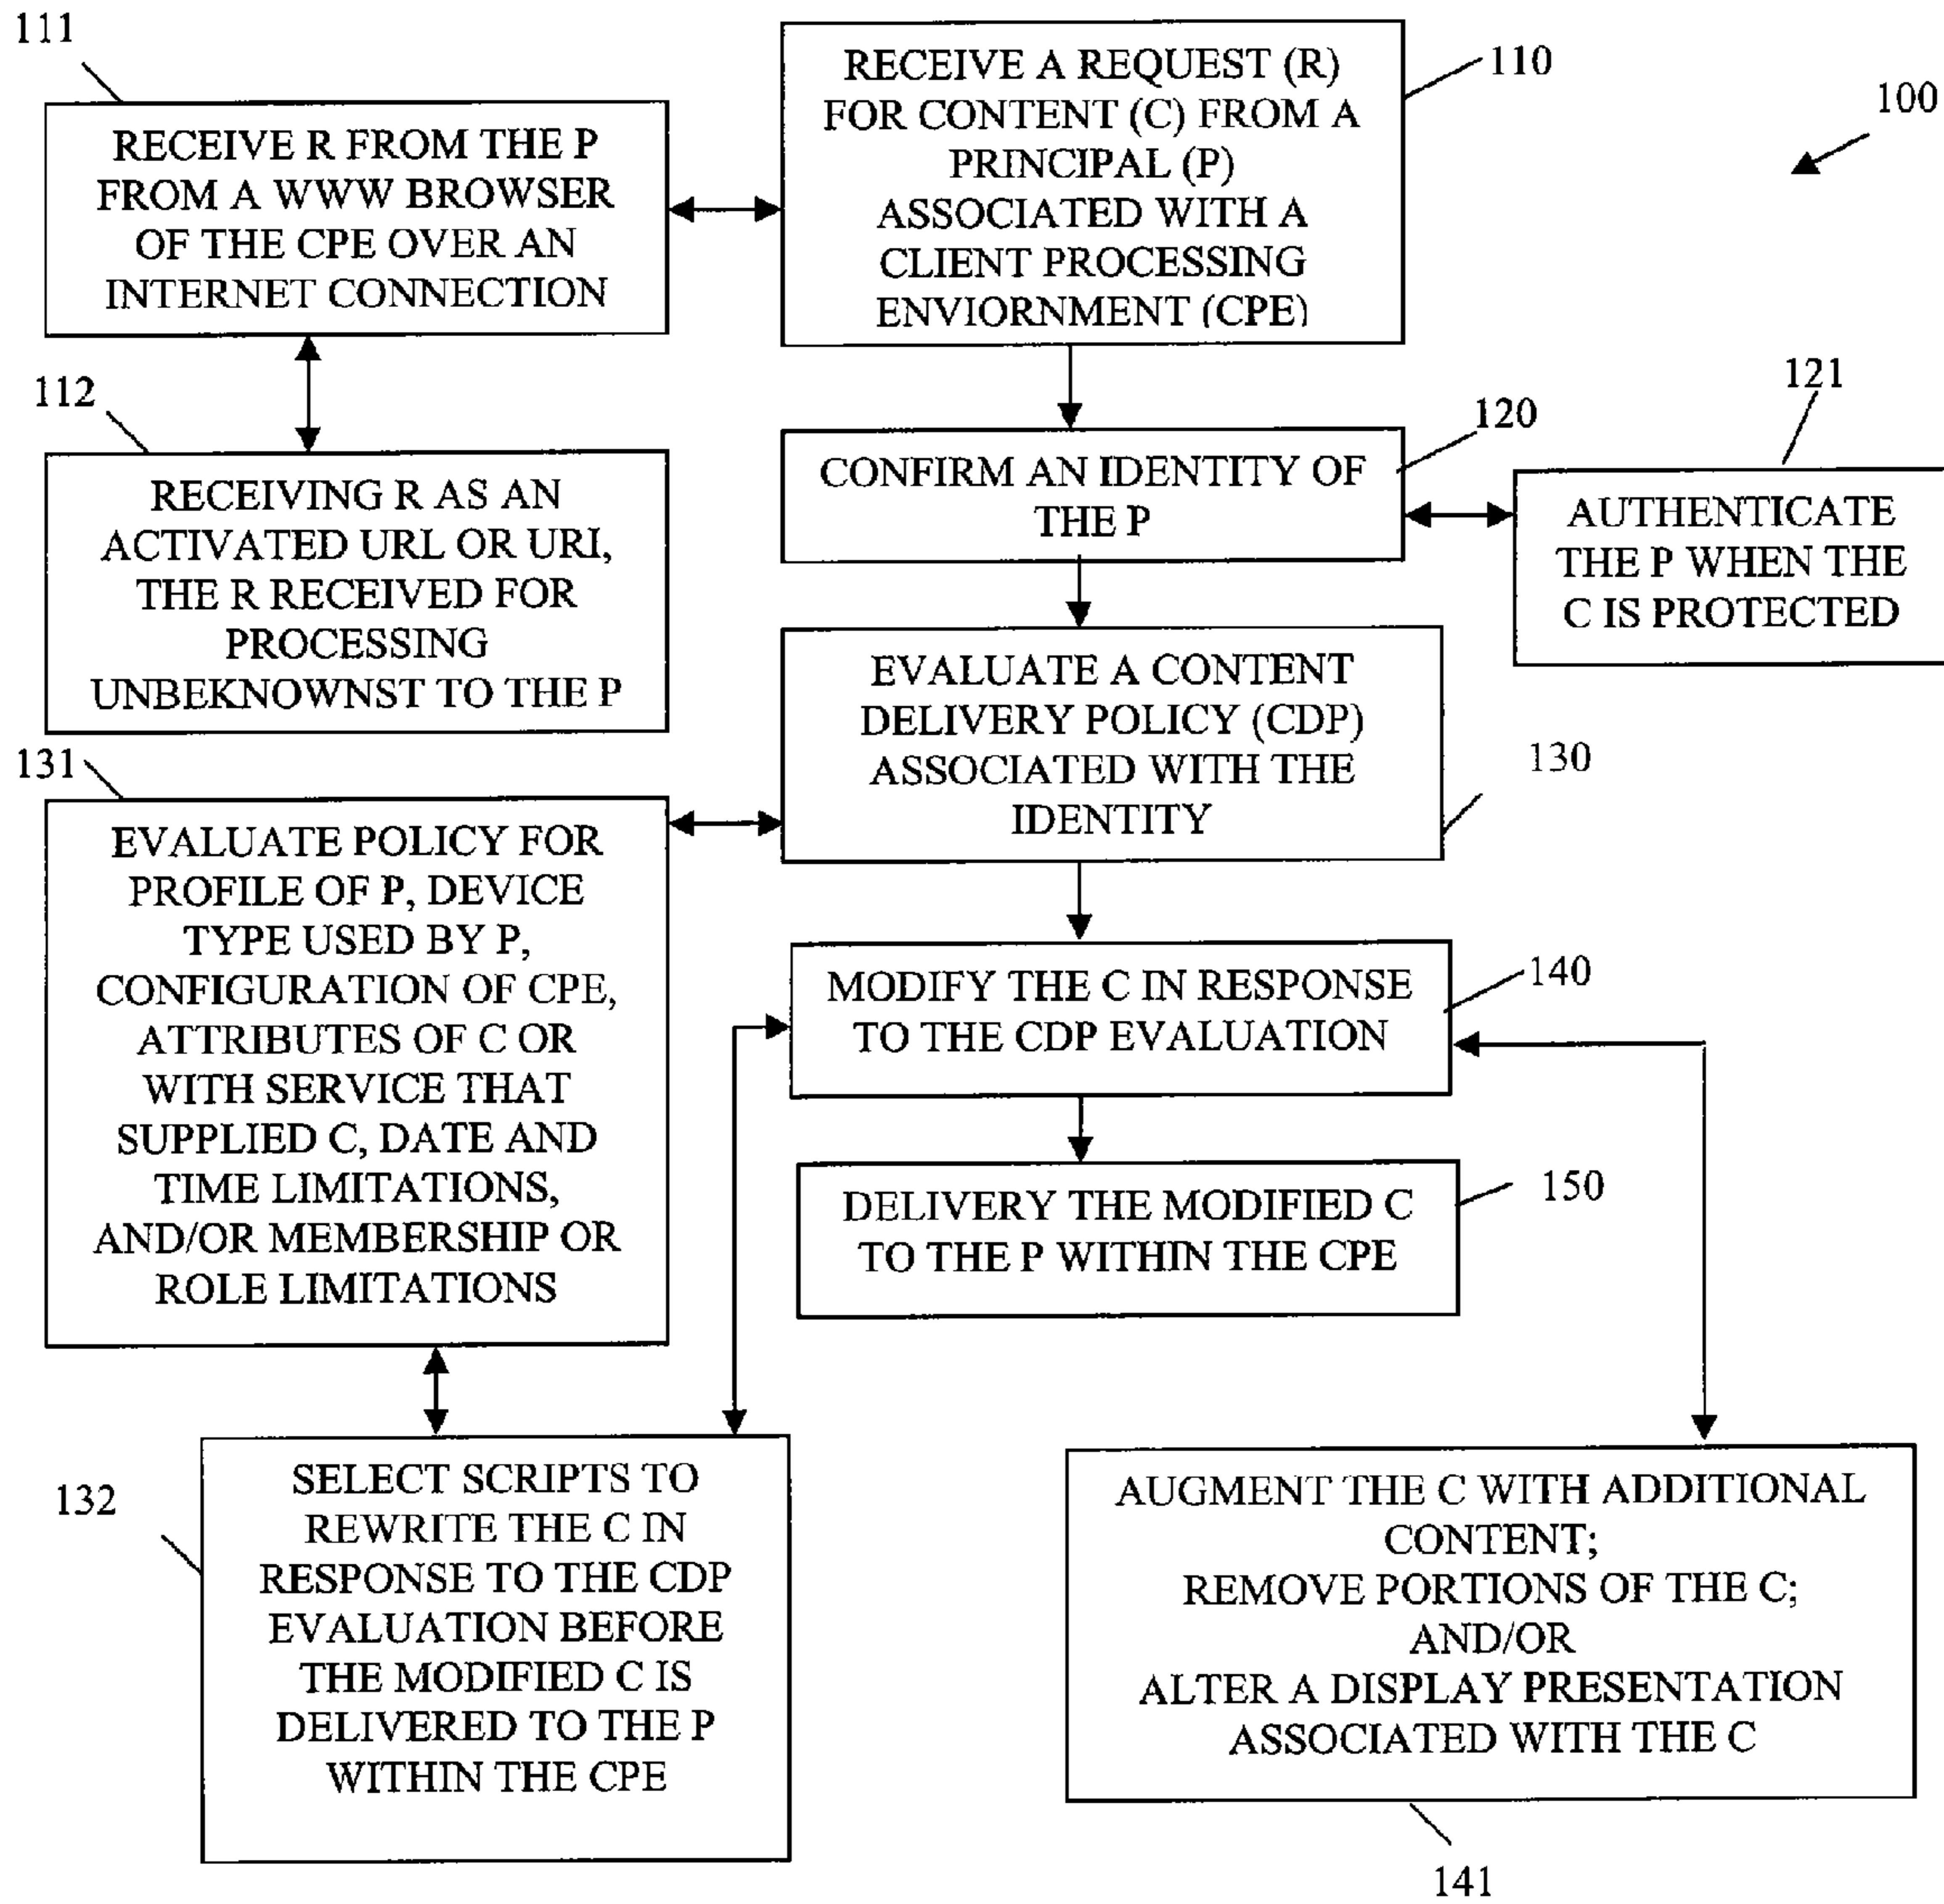 111
RECEIVE A REQUEST (R)
FOR CONTENT (C) FROM A
PRINCIPAL (P)
ASSOCIATED WITH A
CLIENT PROCESSING
ENVIORNMENT (CPE)
110
100
RECEIVE R FROM THE P
FROM A WWW BROWSER
OF THE CPE OVER AN
INTERNET CONNECTION
112
RECEIVING R AS AN
ACTIVATED URL OR URI,
THE R RECEIVED FOR
PROCESSING
UNBEKNOWNST TO THE P
120
CONFIRM AN IDENTITY OF
THE P
121
AUTHENTICATE
THE P WHEN THE
C IS PROTECTED
EVALUATE A CONTENT
DELIVERY POLICY (CDP)
ASSOCIATED WITH THE
IDENTITY
130
131
EVALUATE POLICY FOR
PROFILE OF P, DEVICE
TYPE USED BY P,
CONFIGURATION OF CPE,
ATTRIBUTES OF C OR
WITH SERVICE THAT
SUPPLIED C, DATE AND
TIME LIMITATIONS,
AND/OR MEMBERSHIP OR
ROLE LIMITATIONS
MODIFY THE C IN RESPONSE
TO THE CDP EVALUATION
140
DELIVERY THE MODIFIED C
TO THE P WITHIN THE CPE
150
132
SELECT SCRIPTS TO
REWRITE THE C IN
RESPONSE TO THE CDP
EVALUATION BEFORE
THE MODIFIED C IS
DELIVERED TO THE P
WITHIN THE CPE
AUGMENT THE C WITH ADDITIONAL
CONTENT;
REMOVE PORTIONS OF THE C;
AND/OR
ALTER A DISPLAY PRESENTATION
ASSOCIATED WITH THE C
141